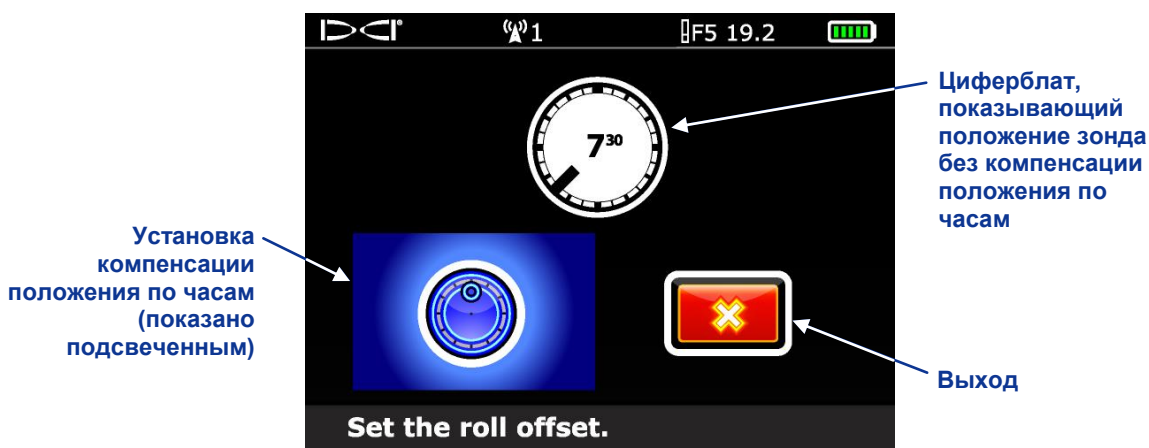 DCI
1
F5 19.2
7³⁰
Циферблат,
показывающий
положение зонда
без компенсации
положения по
часам
Установка
компенсации
положения по часам
(показано
подсвеченным)
Выход
Set the roll offset.